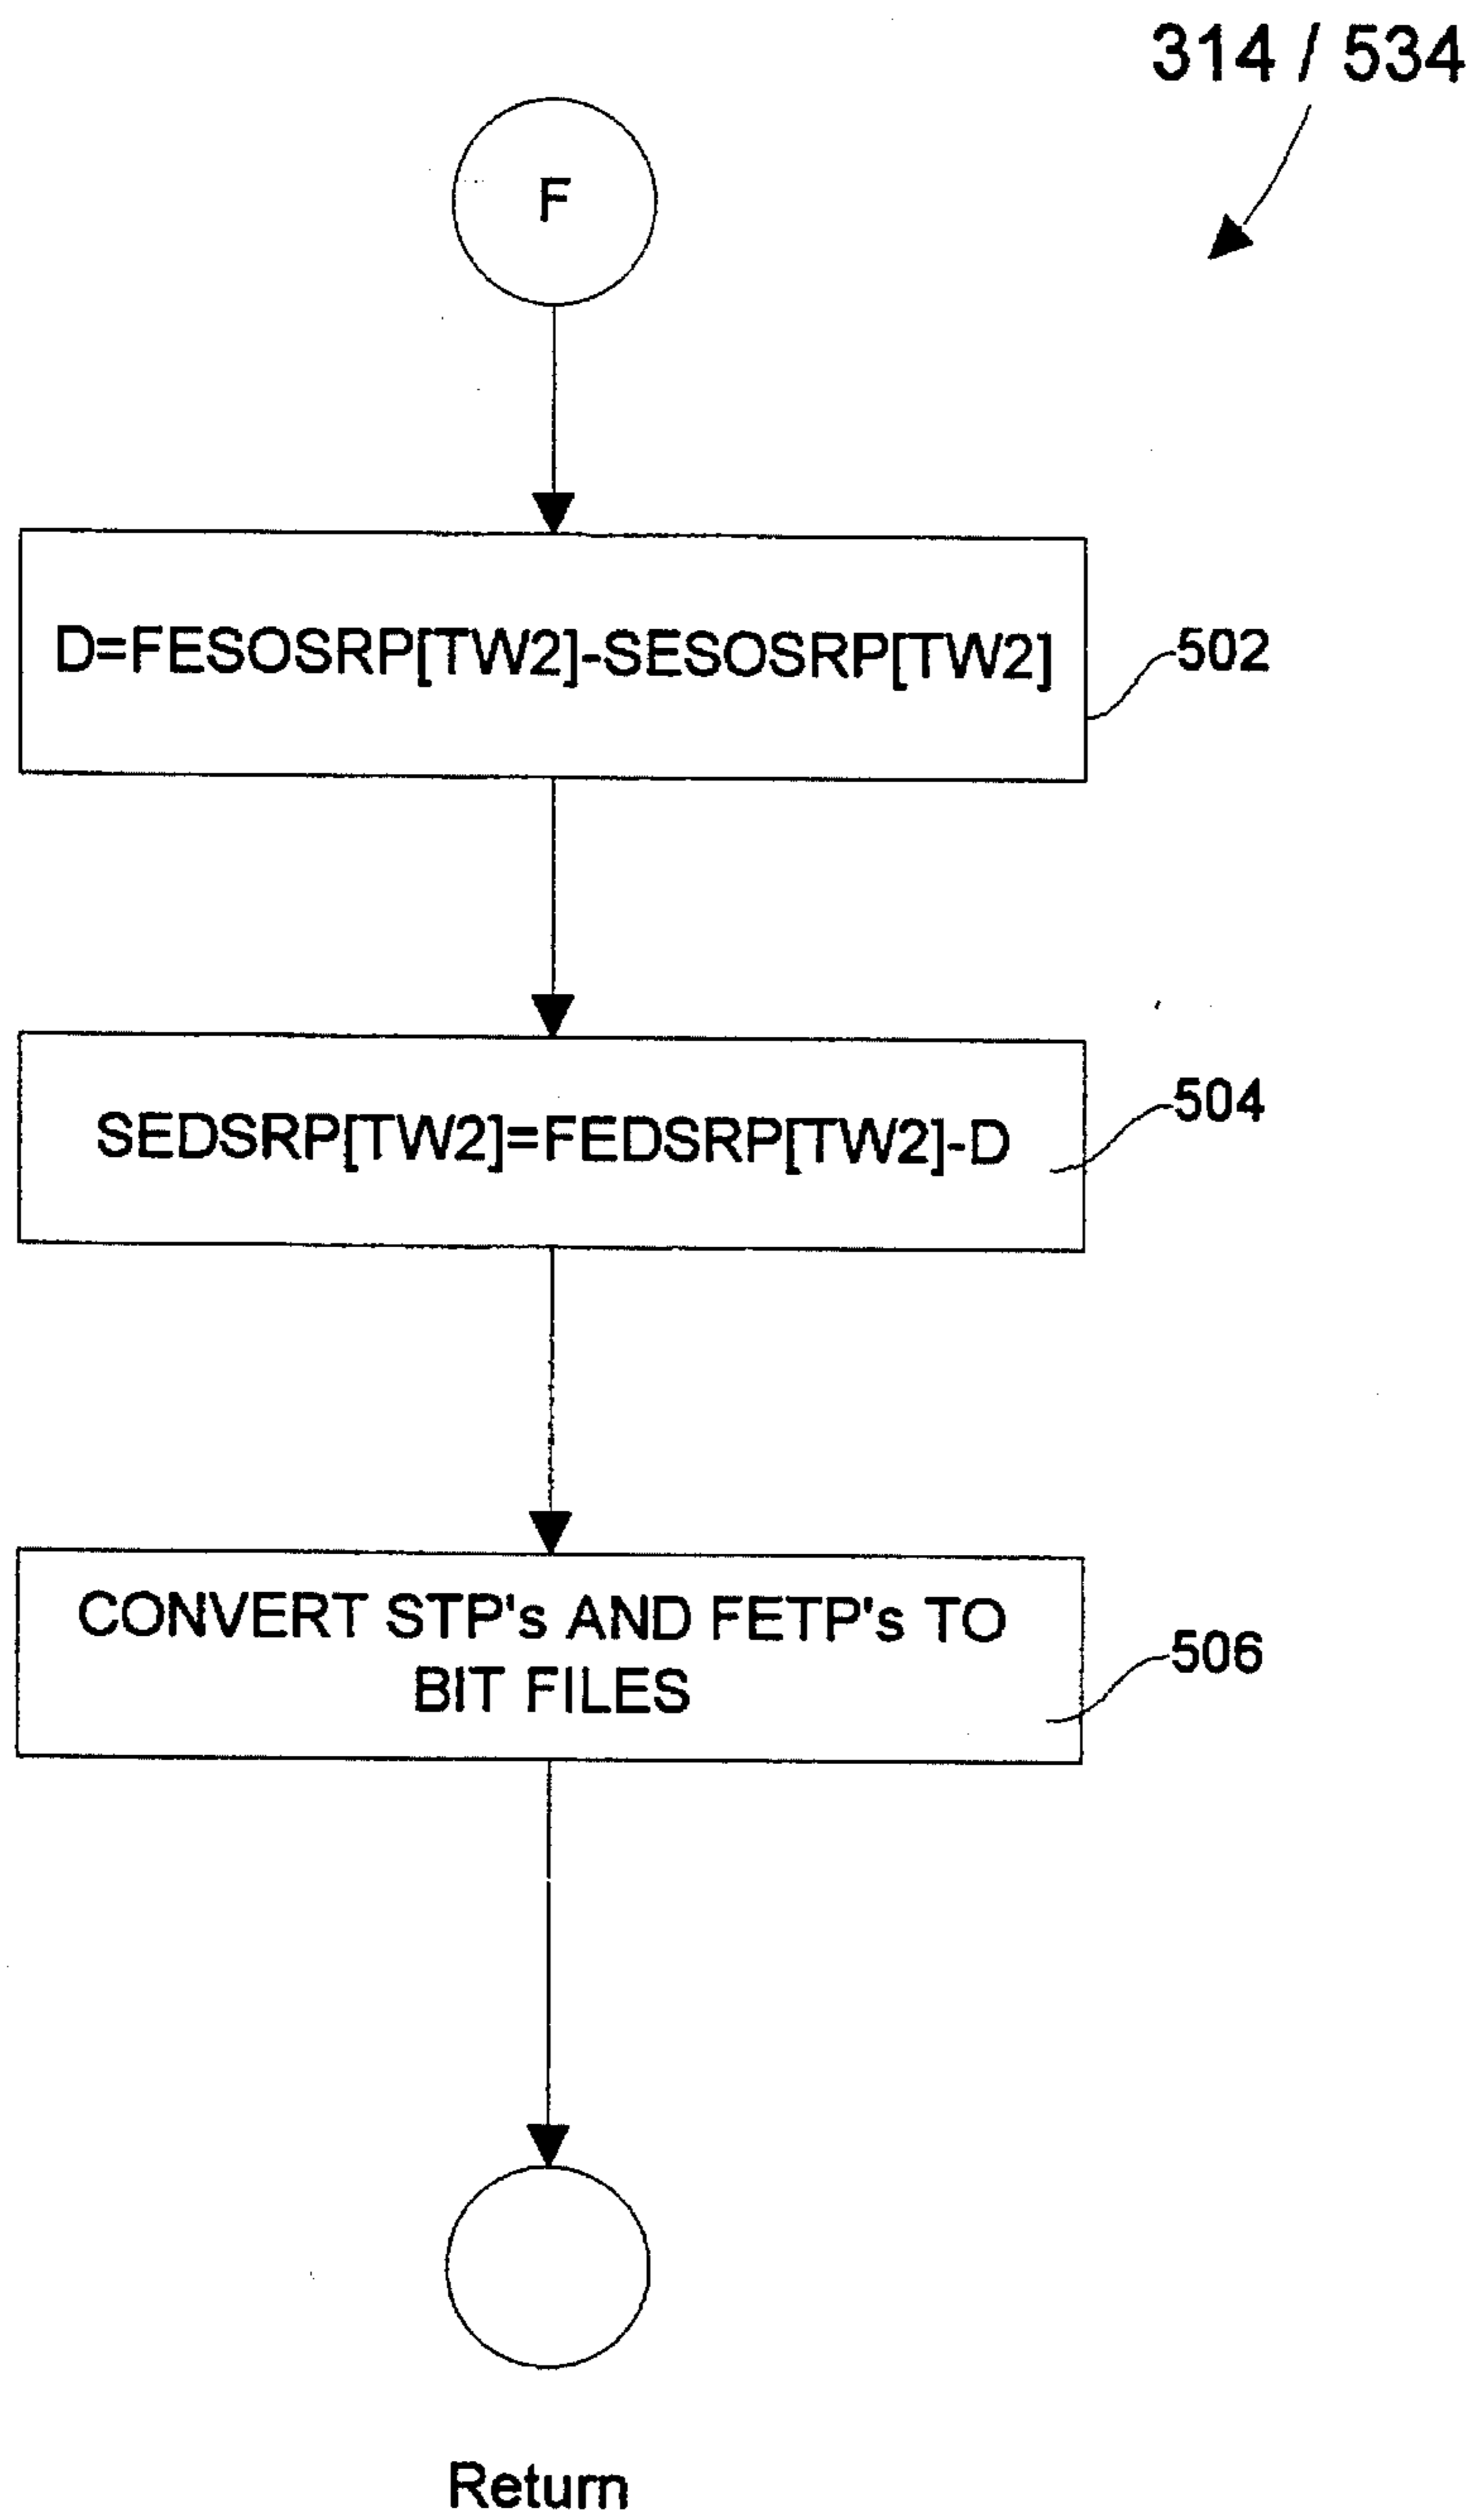 314 / 534
F
D=FESOSRP[TW2]-SESOSRP[TW2]
502
SEDSRP[TW2]=FEDSRP[TW2]-D
504
CONVERT STP's AND FETP's TO
BIT FILES
506
Return